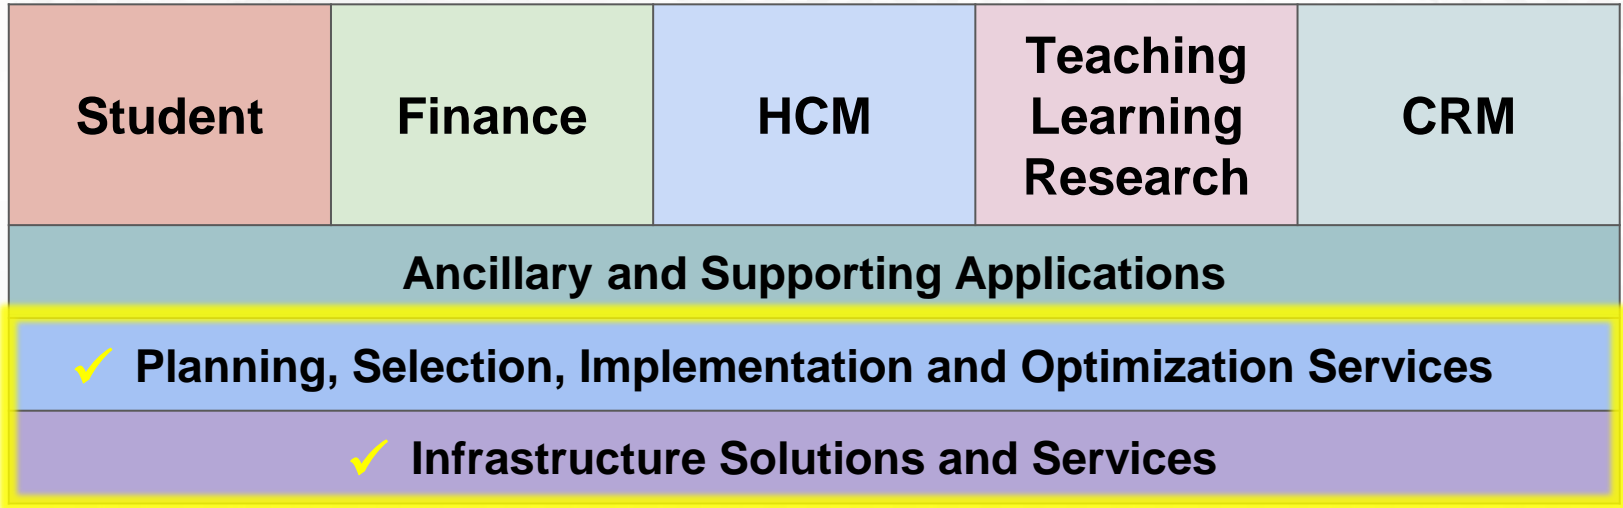 Student
Finance
HCM
Teaching
Learning
Research
CRM
Ancillary and Supporting Applications
✓ Planning, Selection, Implementation and Optimization Services
✓ Infrastructure Solutions and Services